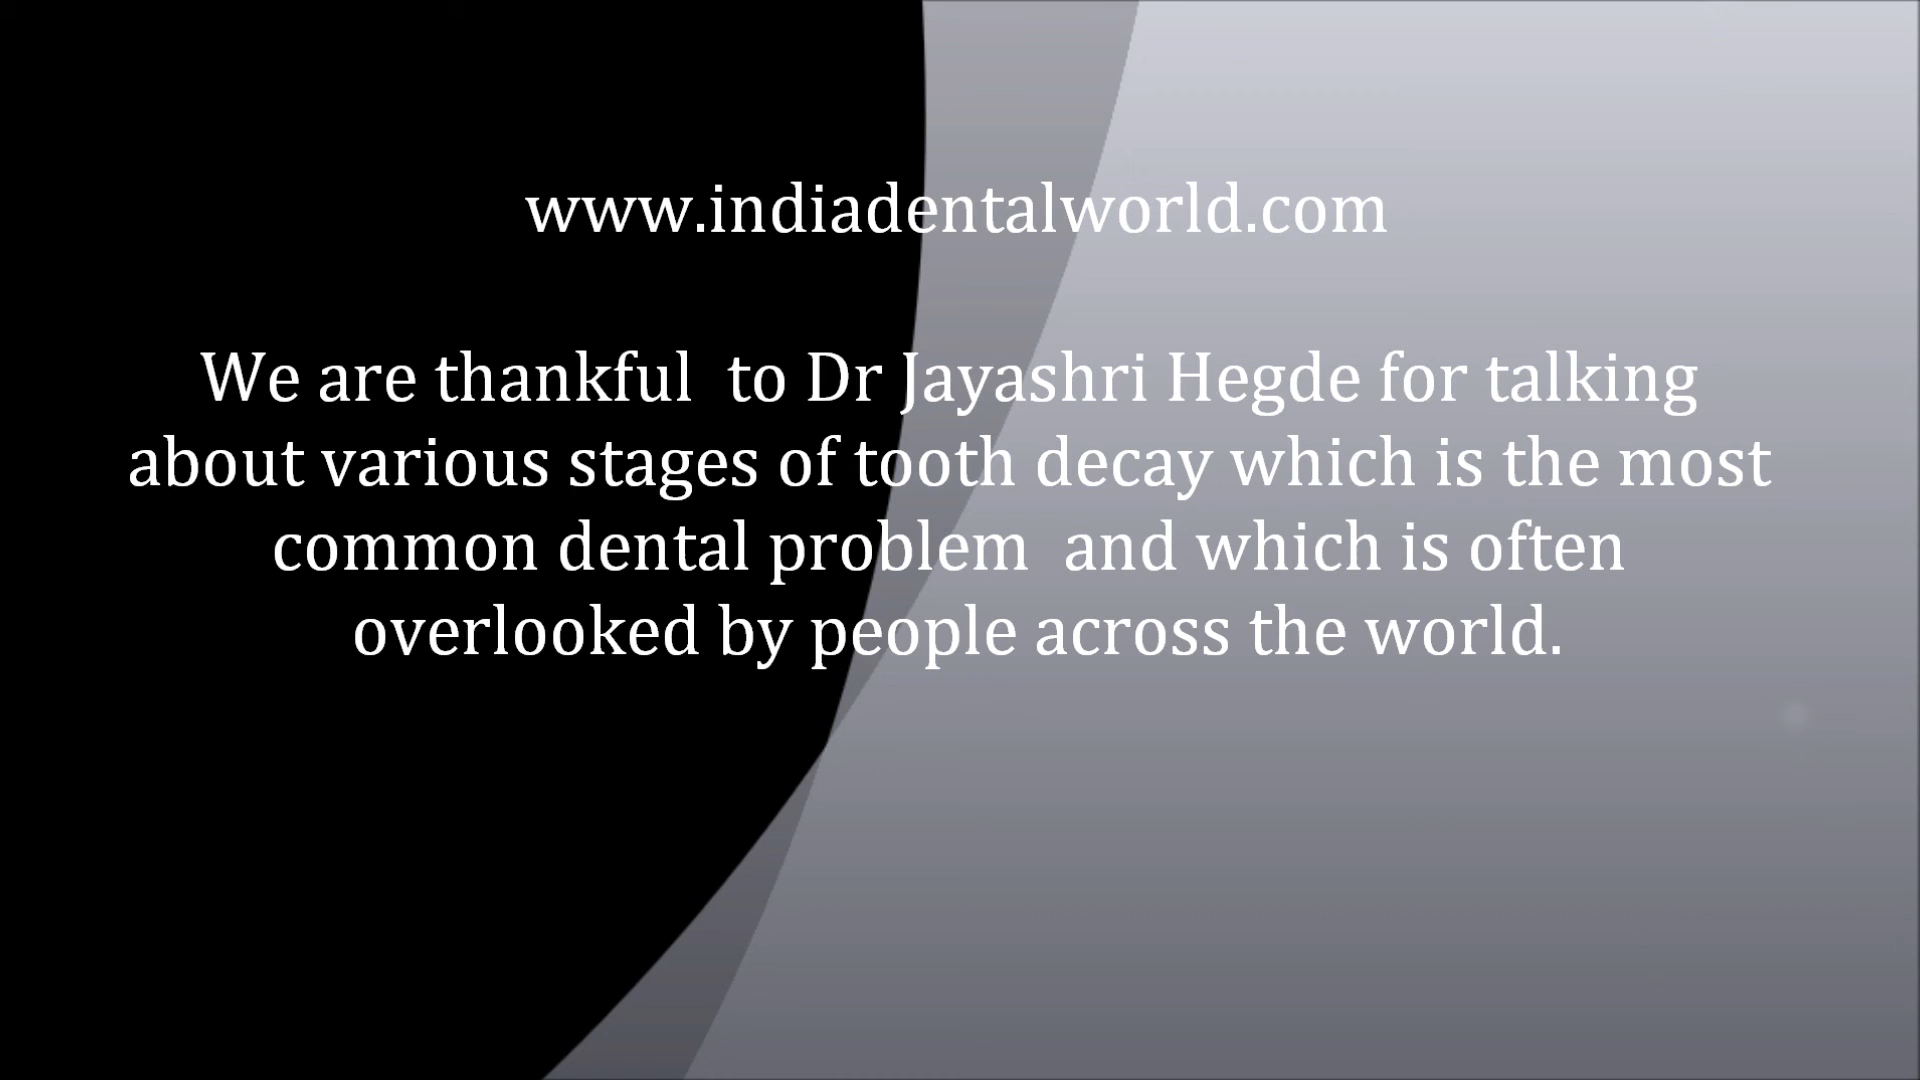 www.indiadentalworld.com
We are thankful  to Dr Jayashri Hegde for talking
about various stages of tooth decay which is the most
common dental problem  and which is often
overlooked by people across the world.